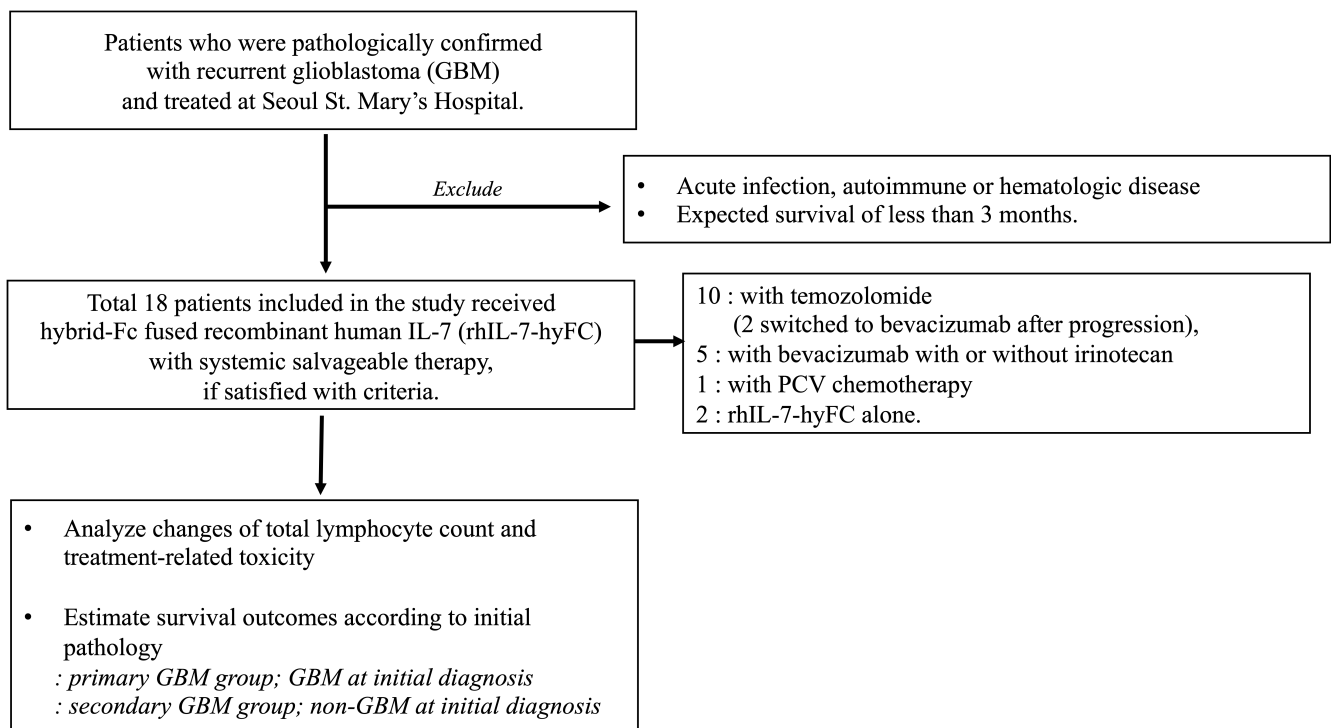 Patients who were pathologically confirmed
with recurrent glioblastoma (GBM)
and treated at Seoul St. Mary's Hospital.
Exclude
• Acute infection, autoimmune or hematologic disease
• Expected survival of less than 3 months.
Total 18 patients included in the study received
hybrid-Fc fused recombinant human IL-7 (rhIL-7-hyFC)
with systemic salvageable therapy,
if satisfied with criteria.
10 : with temozolomide
(2 switched to bevacizumab after progression),
5 : with bevacizumab with or without irinotecan
1 : with PCV chemotherapy
2 : rhIL-7-hyFC alone.
• Analyze changes of total lymphocyte count and
treatment-related toxicity
• Estimate survival outcomes according to initial
pathology
: primary GBM group; GBM at initial diagnosis
: secondary GBM group; non-GBM at initial diagnosis